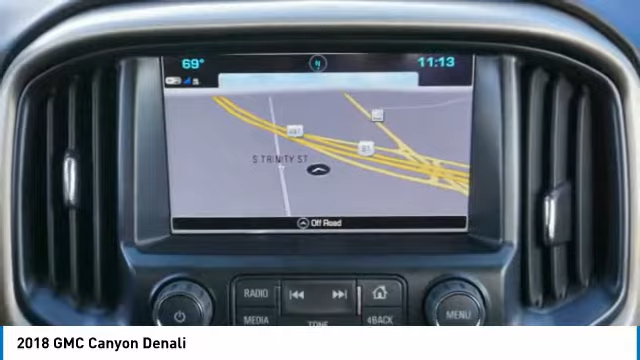 69° N 11:13
S TRINITY ST
Off Road
RADIO
MENU
MEDIA
TONE
BACK
2018 GMC Canyon Denali